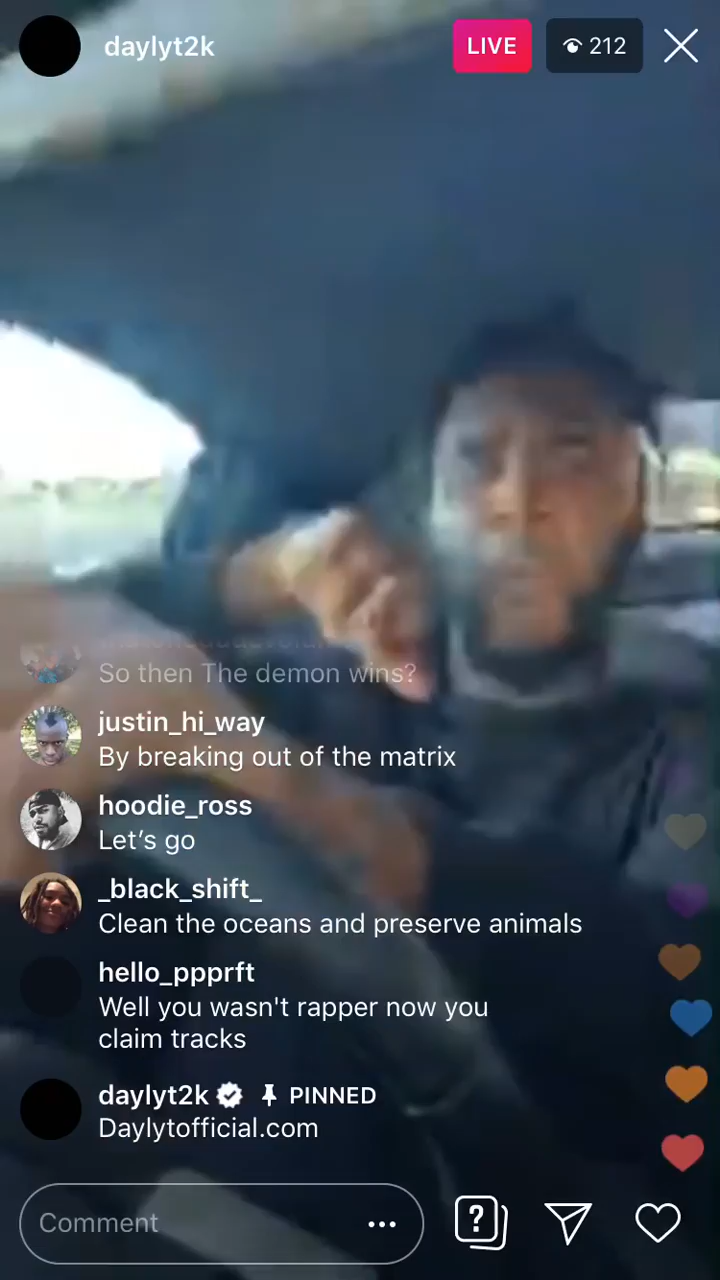 daylyt2k
LIVE
212
So then The demon wins?
justin_hi_way
By breaking out of the matrix
hoodie_ross
Let’s go
_black_shift_
Clean the oceans and preserve animals
hello_ppprft
Well you wasn't rapper now you
claim tracks
daylyt2k PINNED
Daylytofficial.com
Comment